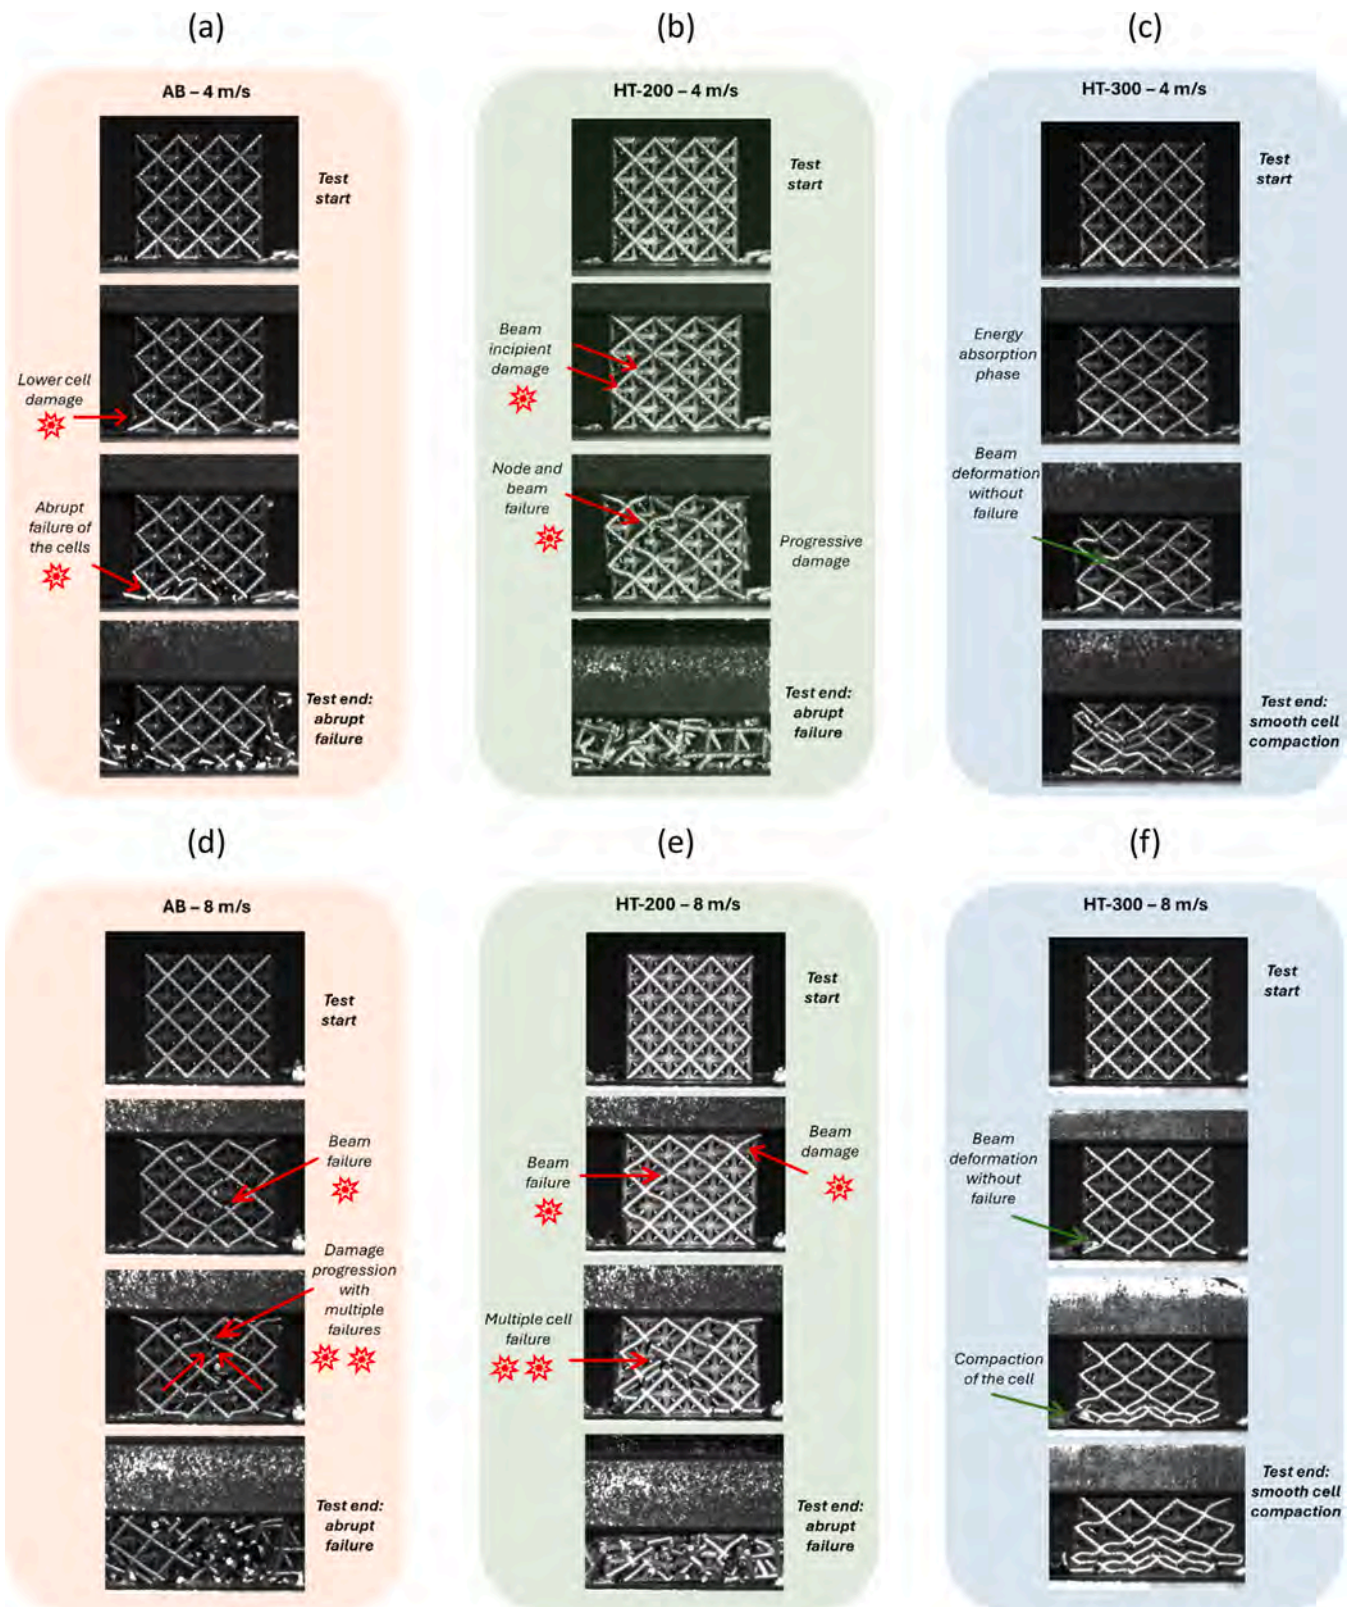 (a)
AB – 4 m/s
Test
start
Lower cell
damage
Abrupt
failure of
the cells
Test end:
abrupt
failure
(b)
HT-200 – 4 m/s
Test
start
Beam
incipient
damage
Node and
beam
failure
Progressive
damage
Test end:
abrupt
failure
(c)
HT-300 – 4 m/s
Test
start
Energy
absorption
phase
Beam
deformation
without
failure
Test end:
smooth cell
compaction
(d)
AB – 8 m/s
Test
start
Beam
failure
Damage
progression
with
multiple
failures
Test end:
abrupt
failure
(e)
HT-200 – 8 m/s
Test
start
Beam
failure
Beam
damage
Multiple cell
failure
Test end:
abrupt
failure
(f)
HT-300 – 8 m/s
Test
start
Beam
deformation
without
failure
Compaction
of the cell
Test end:
smooth cell
compaction